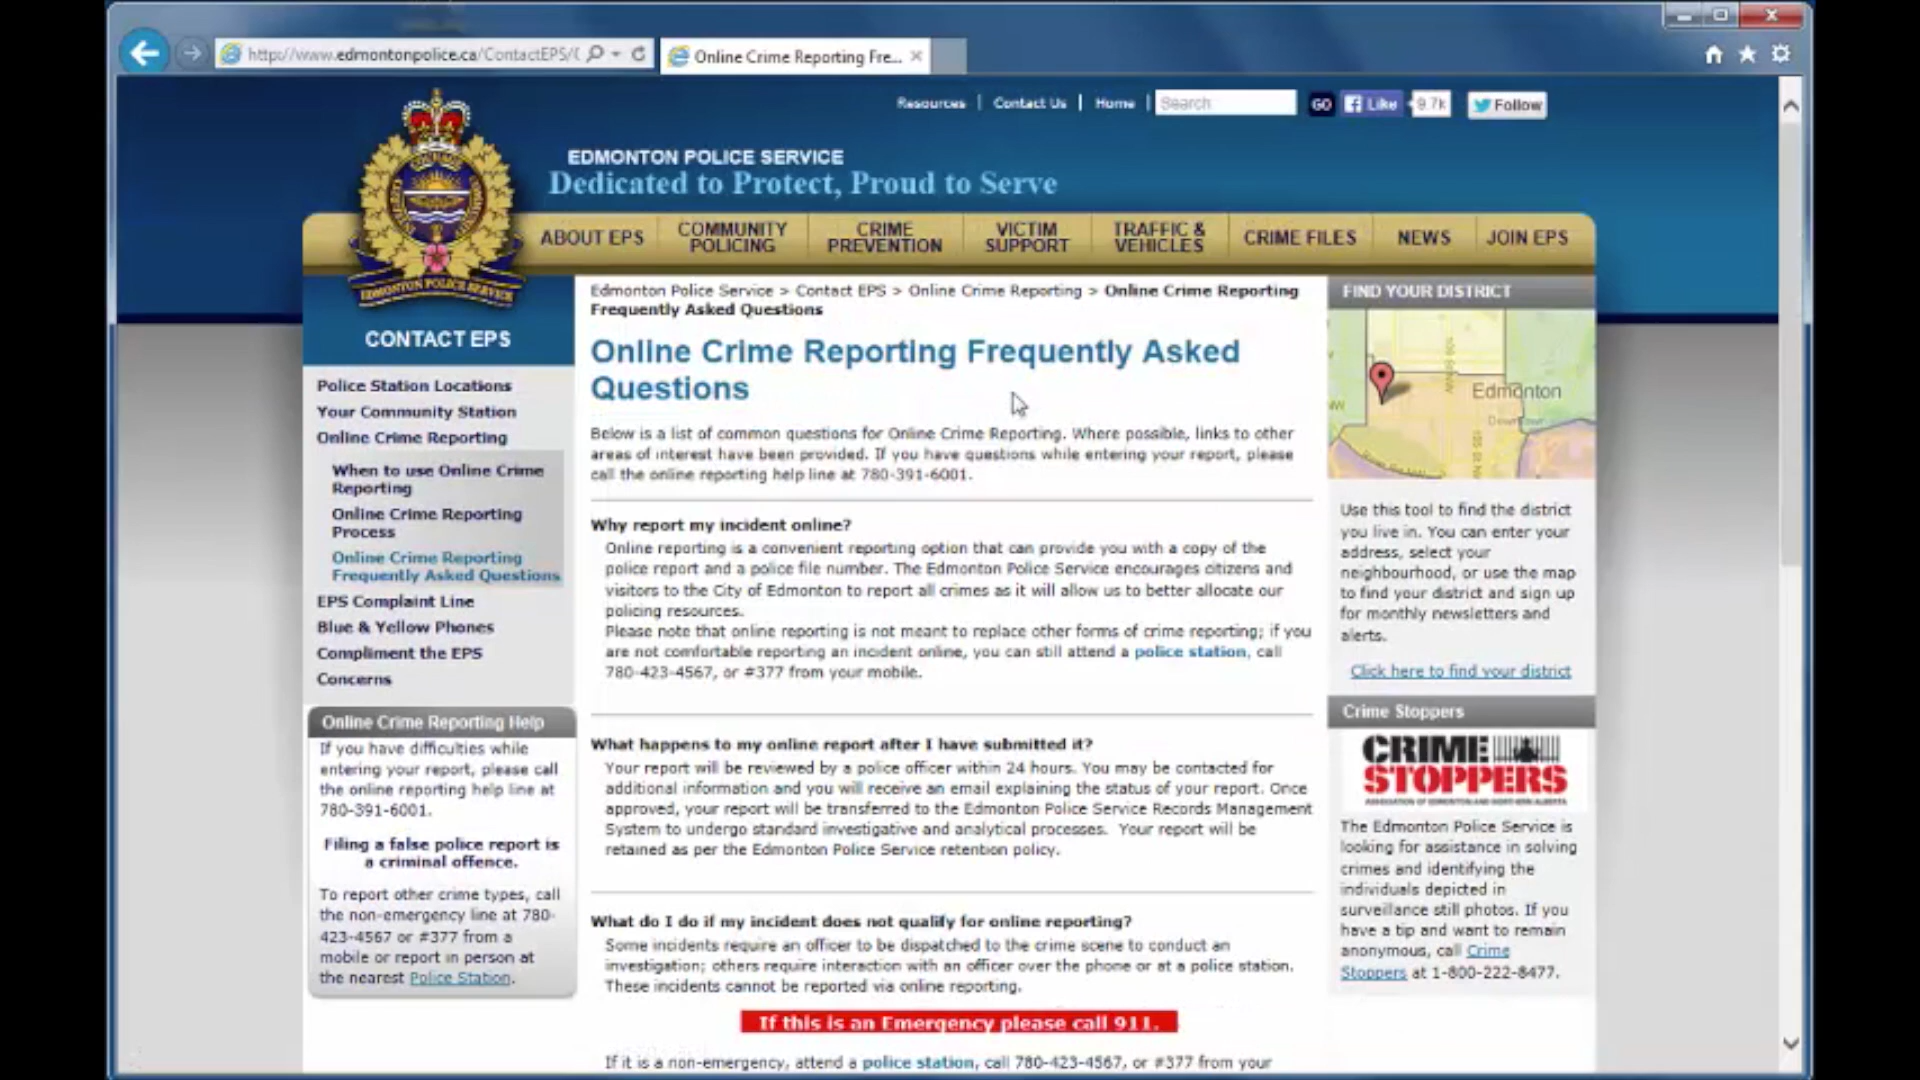 http://www.edmontonpolice.ca/ContactEPS/
Online Crime Reporting Fre...
Resources | Contact Us | Home | Search GO Like 9.7k Follow
EDMONTON POLICE SERVICE
Dedicated to Protect, Proud to Serve
ABOUT EPS
COMMUNITY
POLICING
CRIME
PREVENTION
VICTIM
SUPPORT
TRAFFIC &
VEHICLES
CRIME FILES
NEWS
JOIN EPS
EDMONTON POLICE SERVICE
CONTACT EPS
Police Station Locations
Your Community Station
Online Crime Reporting
When to use Online Crime
Reporting
Online Crime Reporting
Process
Online Crime Reporting
Frequently Asked Questions
EPS Complaint Line
Blue & Yellow Phones
Compliment the EPS
Concerns
Online Crime Reporting Help
If you have difficulties while
entering your report, please call
the online reporting help line at
780-391-6001.
Filing a false police report is
a criminal offence.
To report other crime types, call
the non-emergency line at 780-
423-4567 or #377 from a
mobile or report in person at
the nearest Police Station.
Edmonton Police Service > Contact EPS > Online Crime Reporting > Online Crime Reporting
Frequently Asked Questions
Online Crime Reporting Frequently Asked
Questions
Below is a list of common questions for Online Crime Reporting. Where possible, links to other
areas of interest have been provided. If you have questions while entering your report, please
call the online reporting help line at 780-391-6001.
Why report my incident online?
Online reporting is a convenient reporting option that can provide you with a copy of the
police report and a police file number. The Edmonton Police Service encourages citizens and
visitors to the City of Edmonton to report all crimes as it will allow us to better allocate our
policing resources.
Please note that online reporting is not meant to replace other forms of crime reporting; if you
are not comfortable reporting an incident online, you can still attend a police station, call
780-423-4567, or #377 from your mobile.
What happens to my online report after I have submitted it?
Your report will be reviewed by a police officer within 24 hours. You may be contacted for
additional information and you will receive an email explaining the status of your report. Once
approved, your report will be transferred to the Edmonton Police Service Records Management
System to undergo standard investigative and analytical processes. Your report will be
retained as per the Edmonton Police Service retention policy.
What do I do if my incident does not qualify for online reporting?
Some incidents require an officer to be dispatched to the crime scene to conduct an
investigation; others require interaction with an officer over the phone or at a police station.
These incidents cannot be reported via online reporting.
If this is an Emergency please call 911.
If it is a non-emergency, attend a police station, call 780-423-4567, or #377 from your
FIND YOUR DISTRICT
Edmonton
Use this tool to find the district
you live in. You can enter your
address, select your
neighbourhood, or use the map
to find your district and sign up
for monthly newsletters and
alerts.
Click here to find your district
Crime Stoppers
CRIME
STOPPERS
ASSOCIATION OF EDMONTON AND NORTHERN ALBERTA
The Edmonton Police Service is
looking for assistance in solving
crimes and identifying the
individuals depicted in
surveillance still photos. If you
have a tip and want to remain
anonymous, call Crime
Stoppers at 1-800-222-8477.